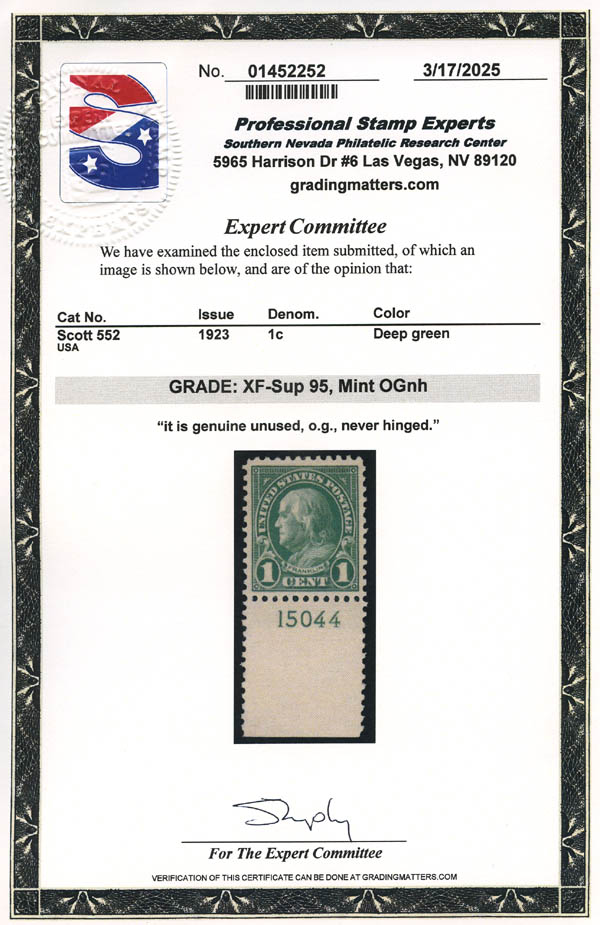 No. 01452252 3/17/2025
Professional Stamp Experts
Southern Nevada Philatelic Research Center
5965 Harrison Dr #6 Las Vegas, NV 89120
gradingmatters.com
Expert Committee
We have examined the enclosed item submitted, of which an
image is shown below, and are of the opinion that:
Cat No. Issue Denom. Color
Scott 552 1923 1c Deep green
USA
GRADE: XF-Sup 95, Mint OGnh
“it is genuine unused, o.g., never hinged.”
UNITED STATES POSTAGE
FRANKLIN
1 CENT 1
15044
For The Expert Committee
VERIFICATION OF THIS CERTIFICATE CAN BE DONE AT GRADINGMATTERS.COM